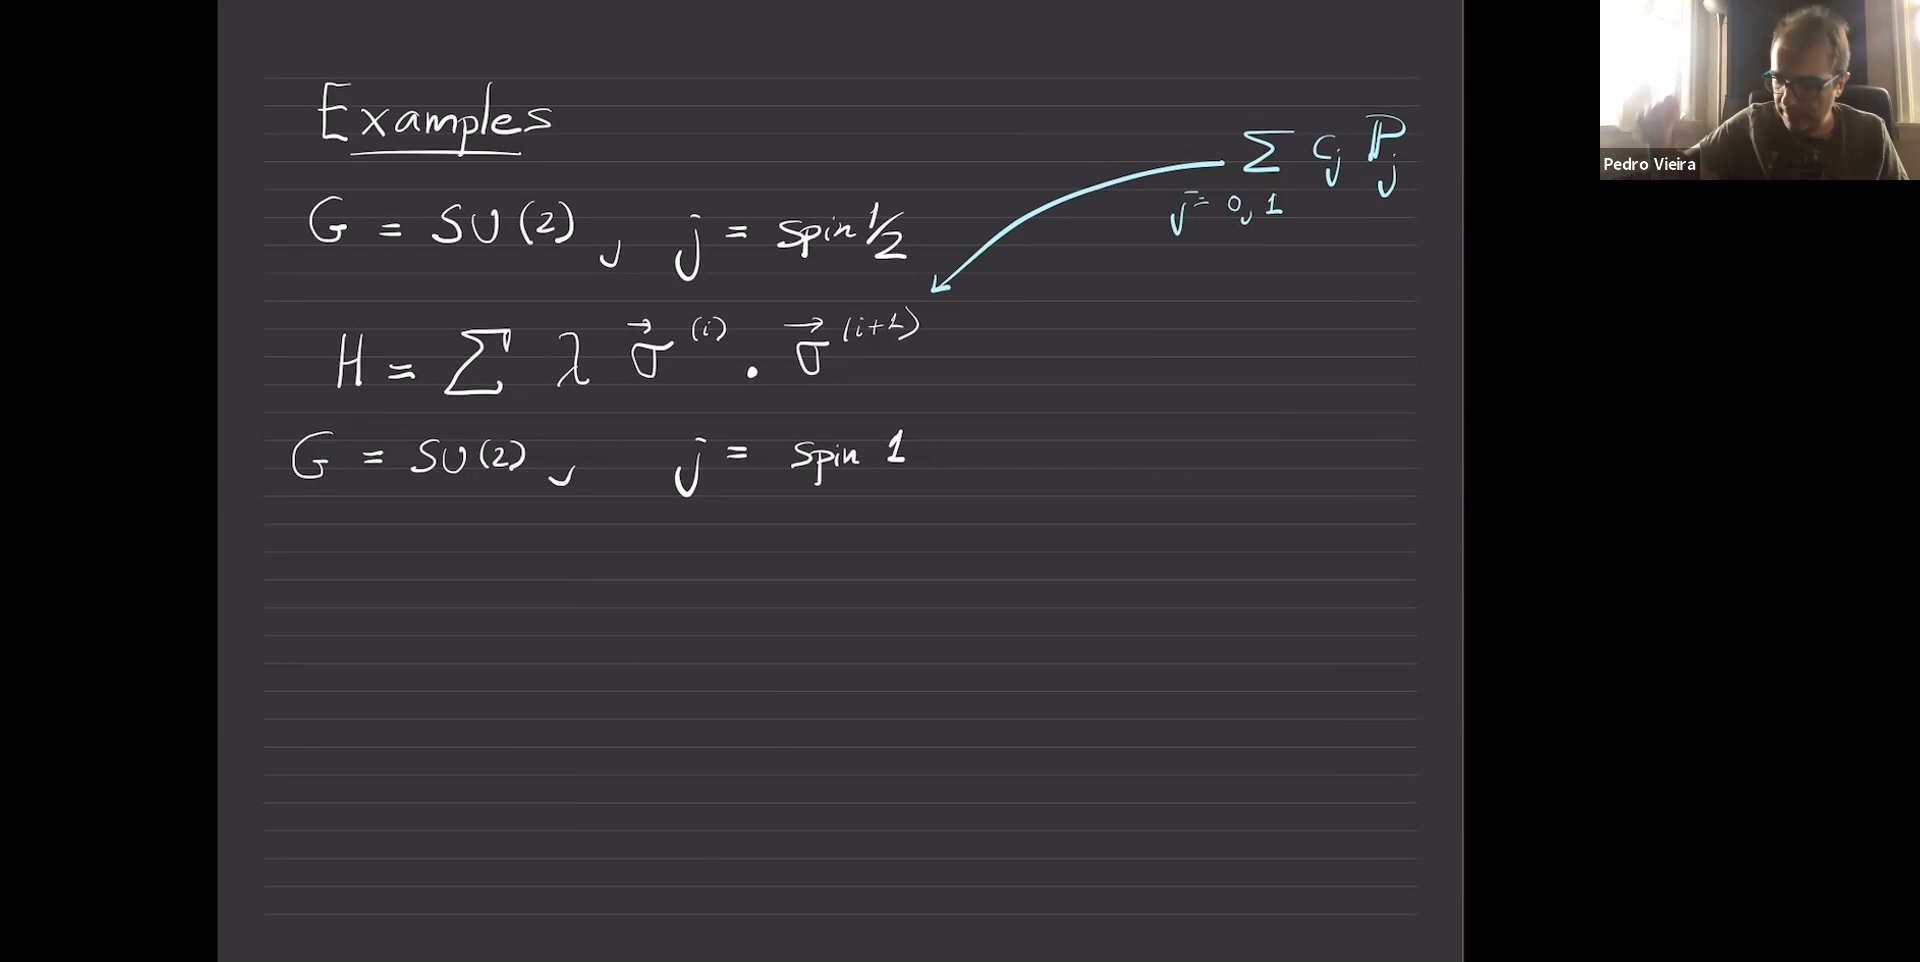 Examples
∑ Cj ℙj
j = 0, 1
G = SU(2), j = spin 1/2
H = ∑ λ σ⃗ (i) . σ⃗ (i+1)
G = SU(2), j = spin 1
Pedro Vieira